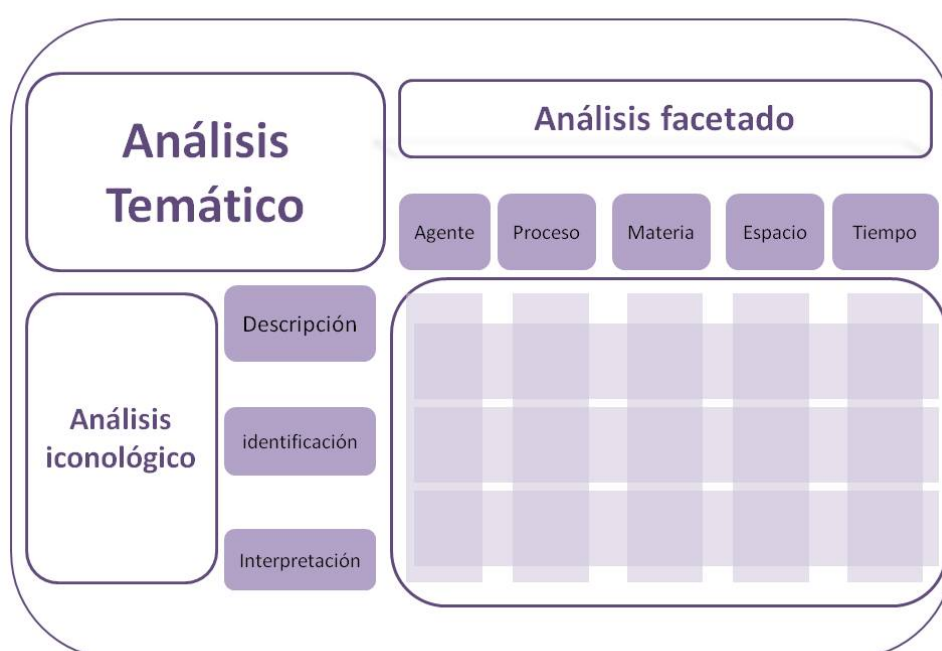 Análisis
Temático
Análisis facetado
Agente
Proceso
Materia
Espacio
Tiempo
Análisis
iconológico
Descripción
identificación
Interpretación